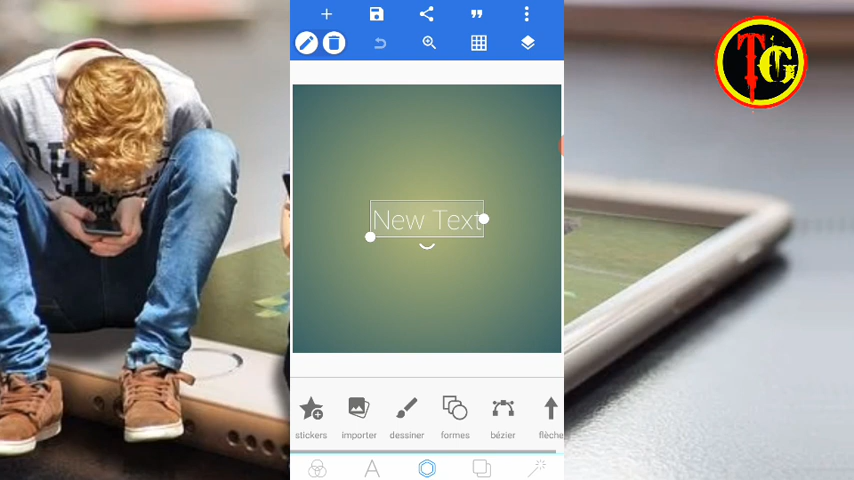 TG
New Text
stickers
importer
dessiner
formes
bézier
flèche